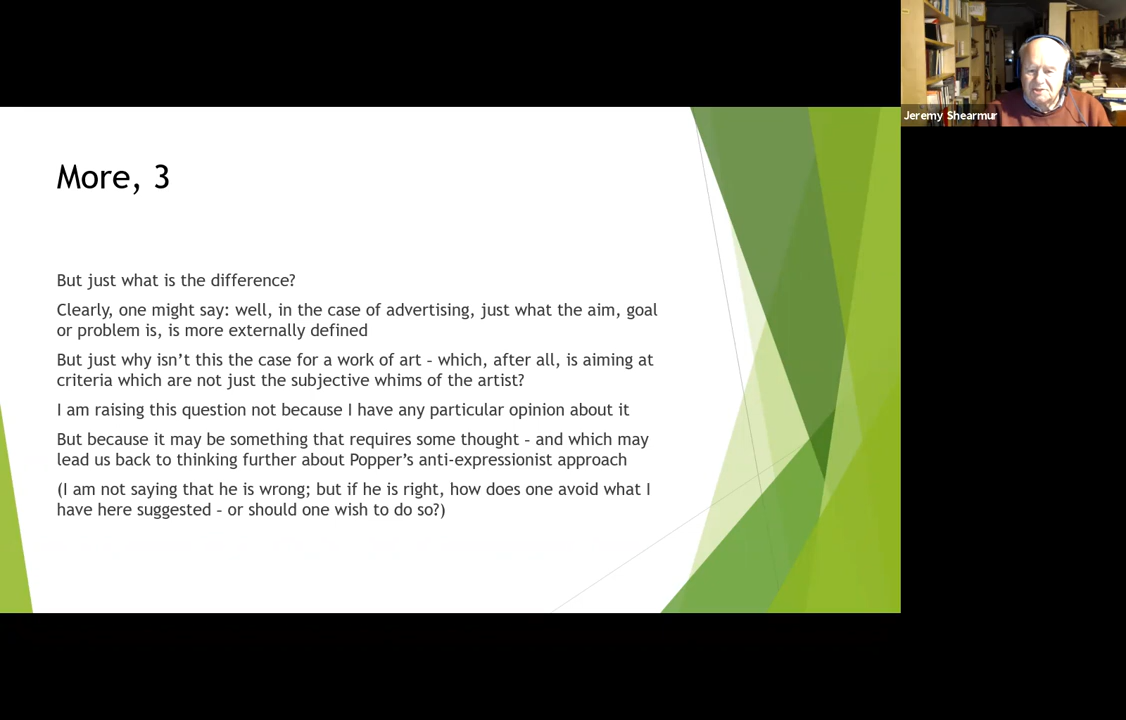 Jeremy Shearmur
More, 3
But just what is the difference?
Clearly, one might say: well, in the case of advertising, just what the aim, goal
or problem is, is more externally defined
But just why isn’t this the case for a work of art – which, after all, is aiming at
criteria which are not just the subjective whims of the artist?
I am raising this question not because I have any particular opinion about it
But because it may be something that requires some thought – and which may
lead us back to thinking further about Popper’s anti-expressionist approach
(I am not saying that he is wrong; but if he is right, how does one avoid what I
have here suggested – or should one wish to do so?)